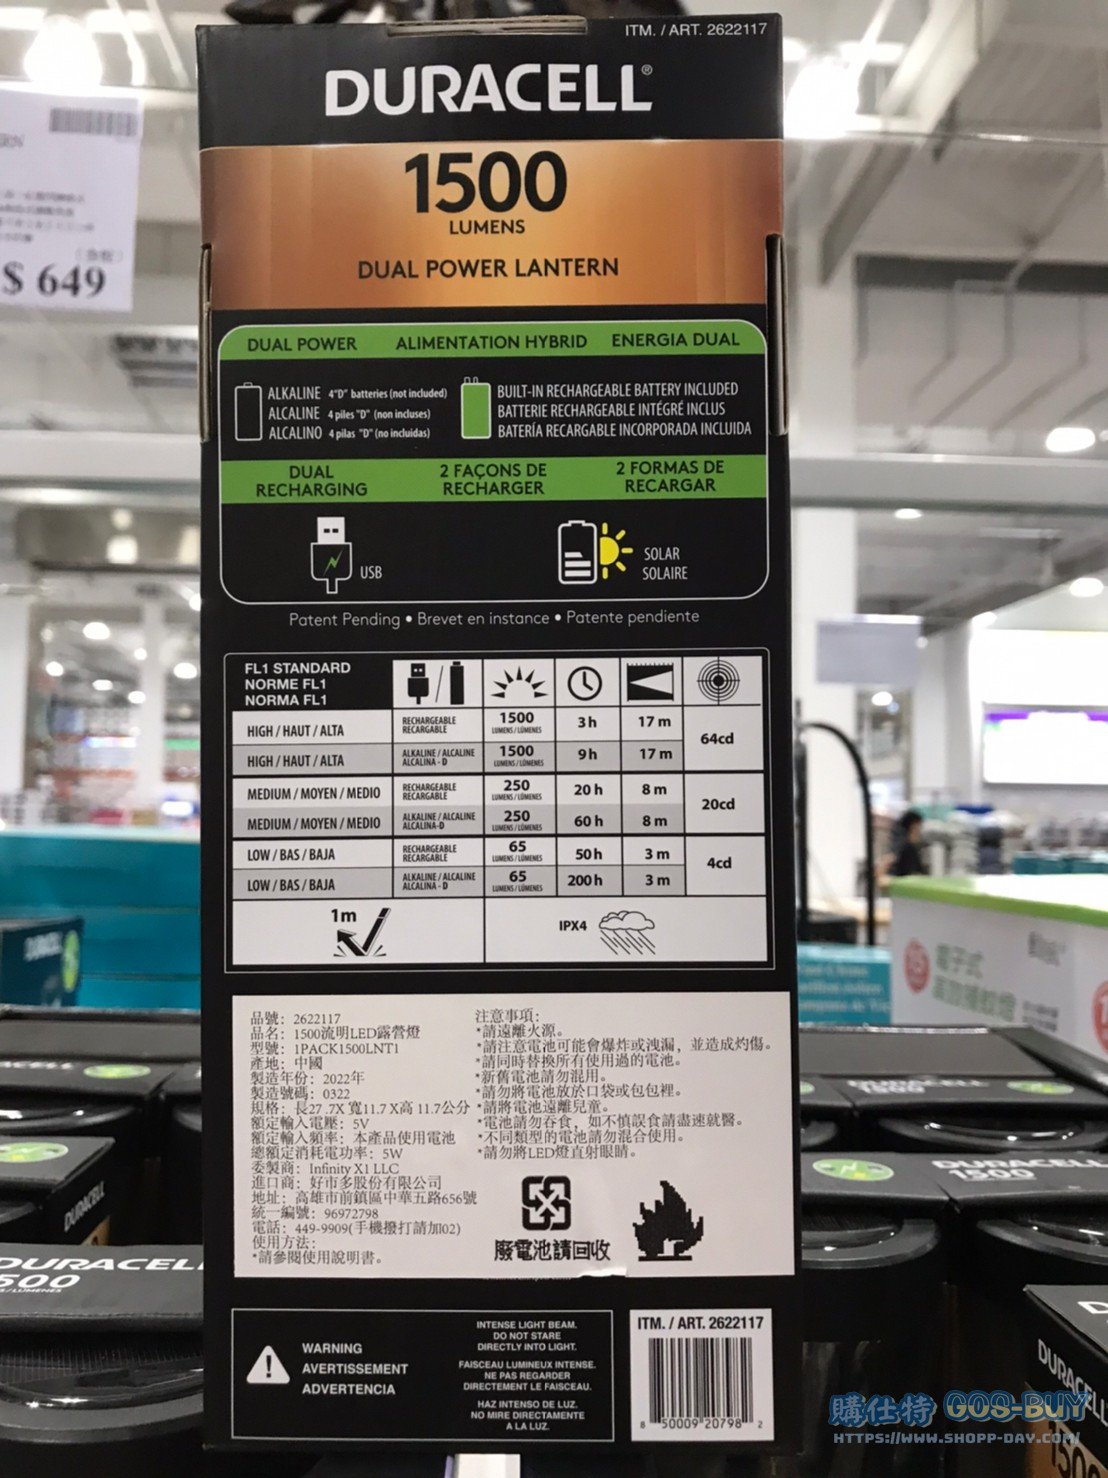 ITM. / ART. 2622117
DURACELL®
1500
LUMENS
DUAL POWER LANTERN
$ 649
DUAL POWER ALIMENTATION HYBRID ENERGIA DUAL
ALKALINE 4"D" batteries (not included)
ALCALINE 4 piles "D" (non incluses)
ALCALINO 4 pilas "D" (no incluidas)
BUILT-IN RECHARGEABLE BATTERY INCLUDED
BATTERIE RECHARGEABLE INTÉGRÉ INCLUS
BATERÍA RECARGABLE INCORPORADA INCLUIDA
DUAL RECHARGING
2 FAÇONS DE RECHARGER
2 FORMAS DE RECARGAR
USB
SOLAR
SOLAIRE
Patent Pending • Brevet en instance • Patente pendiente
FL1 STANDARD
NORME FL1
NORMA FL1
HIGH / HAUT / ALTA RECHARGEABLE RECARGABLE 1500 LUMENS / LÚMENES 3 h 17 m 64cd
HIGH / HAUT / ALTA ALKALINE / ALCALINE ALCALINA - D 1500 LUMENS / LÚMENES 9 h 17 m
MEDIUM / MOYEN / MEDIO RECHARGEABLE RECARGABLE 250 LUMENS / LÚMENES 20 h 8 m 20cd
MEDIUM / MOYEN / MEDIO ALKALINE / ALCALINE ALCALINA-D 250 LUMENS / LÚMENES 60 h 8 m
LOW / BAS / BAJA RECHARGEABLE RECARGABLE 65 LUMENS / LÚMENES 50 h 3 m 4cd
LOW / BAS / BAJA ALKALINE / ALCALINE ALCALINA - D 65 LUMENS / LÚMENES 200 h 3 m
1m
IPX4
品號: 2622117
品名: 1500流明LED露營燈
型號: 1PACK1500LNT1
產地: 中國
製造年份: 2022年
製造號碼: 0322
規格: 長27.7X 寬11.7 X高 11.7公分
額定輸入電壓: 5V
額定輸入頻率: 本產品使用電池
總額定消耗電功率: 5W
委製商: Infinity X1 LLC
進口商: 好市多股份有限公司
地址: 高雄市前鎮區中華五路656號
統一編號: 96972798
電話: 449-9909(手機撥打請加02)
使用方法:
*請參閱使用說明書。
注意事項:
*請遠離火源。
*請注意電池可能會爆炸或洩漏，並造成灼傷。
*請同時替換所有使用過的電池。
*新舊電池請勿混用。
*請勿將電池放於口袋或包包裡。
*請將電池遠離兒童。
*電池請勿吞食，如不慎誤食請盡速就醫。
*不同類型的電池請勿混合使用。
*請勿將LED燈直射眼睛。
廢電池請回收
WARNING
AVERTISSEMENT
ADVERTENCIA
INTENSE LIGHT BEAM.
DO NOT STARE
DIRECTLY INTO LIGHT.
FAISCEAU LUMINEUX INTENSE.
NE PAS REGARDER
DIRECTEMENT LE FAISCEAU.
HAZ INTENSO DE LUZ.
NO MIRE DIRECTAMENTE
A LA LUZ.
ITM. / ART. 2622117
8 50009 20798 2
DURACELL
DURACELL
1500
DURACELL
購仕特 GOS-BUY
HTTPS://WWW.SHOPP-DAY.COM/